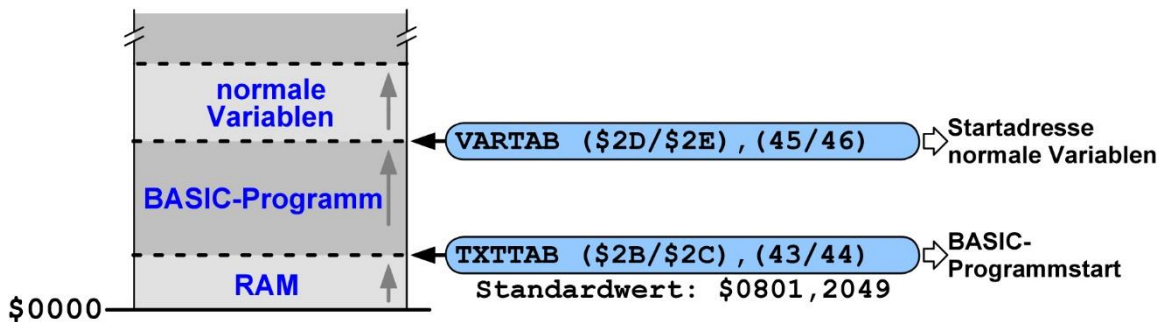 normale
Variablen
VARTAB ($2D/$2E),(45/46)
Startadresse
normale Variablen
BASIC-Programm
TXTTAB ($2B/$2C),(43/44)
BASIC-
Programmstart
RAM
Standardwert: $0801,2049
$0000